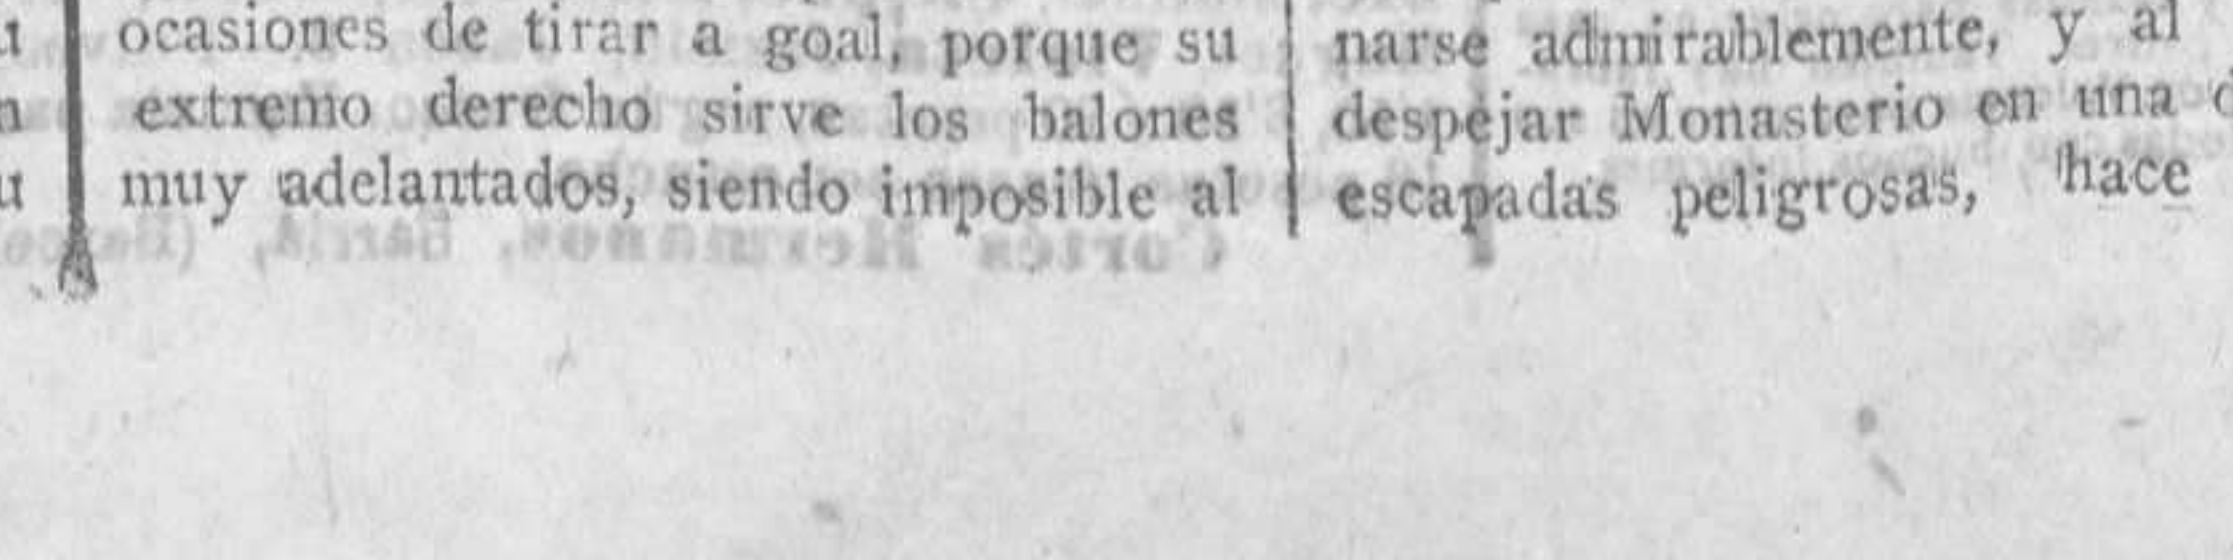 ocasiones de tirar a goal, porque su
extremo derecho sirve los balones
muy adelantados, siendo imposible al
narse admirablemente, y al
despejar Monasterio en una
escapadas peligrosas, hace